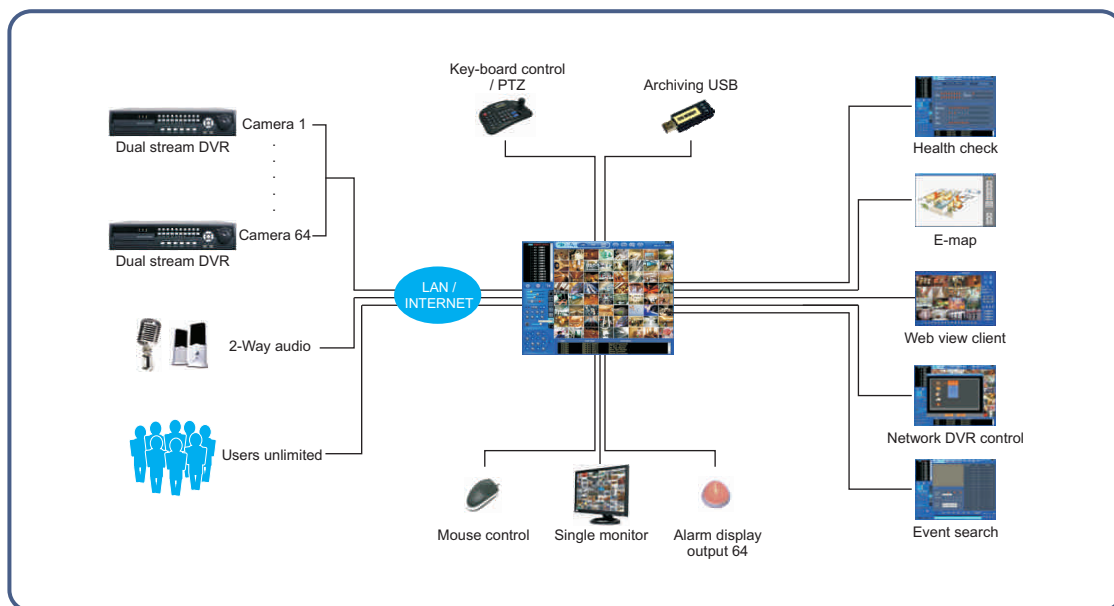 Key-board control
/ PTZ
Archiving USB
Camera 1
Dual stream DVR
Camera 64
Dual stream DVR
LAN /
INTERNET
2-Way audio
Users unlimited
Mouse control
Single monitor
Alarm display
output 64
Health check
E-map
Web view client
Network DVR control
Event search